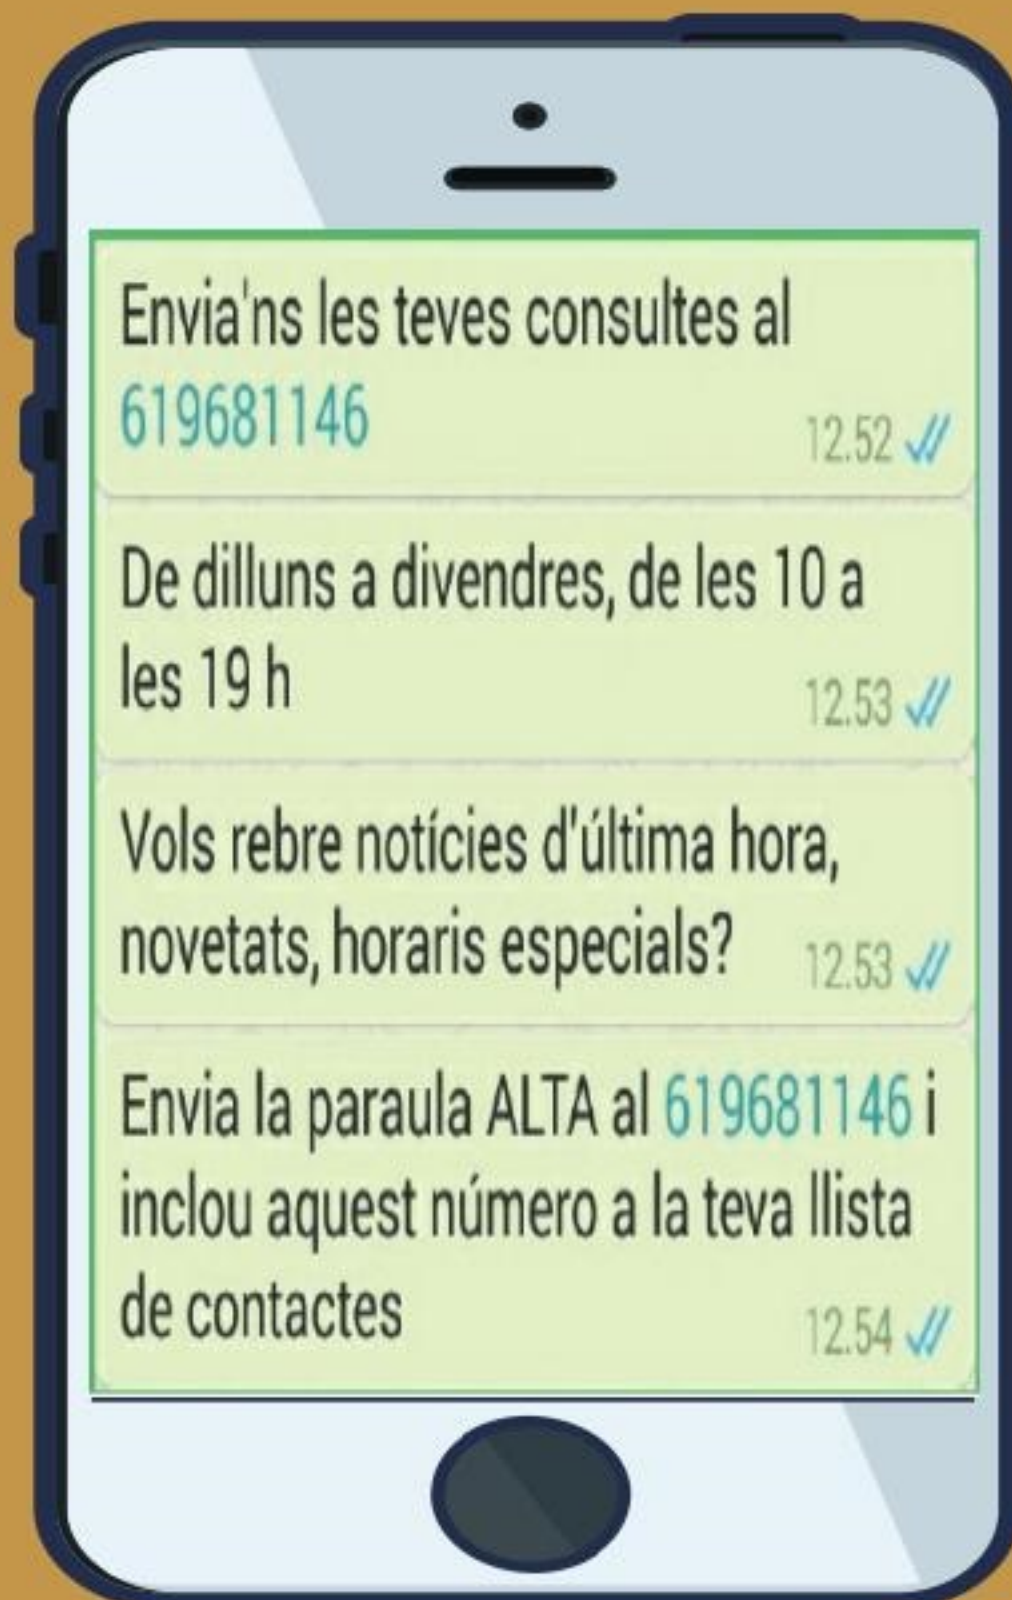 Envia'ns les teves consultes al
619681146
12.52
De dilluns a divendres, de les 10 a
les 19 h
12.53
Vols rebre notícies d'última hora,
novetats, horaris especials?
12.53
Envia la paraula ALTA al 619681146 i
inclou aquest número a la teva llista
de contactes
12.54